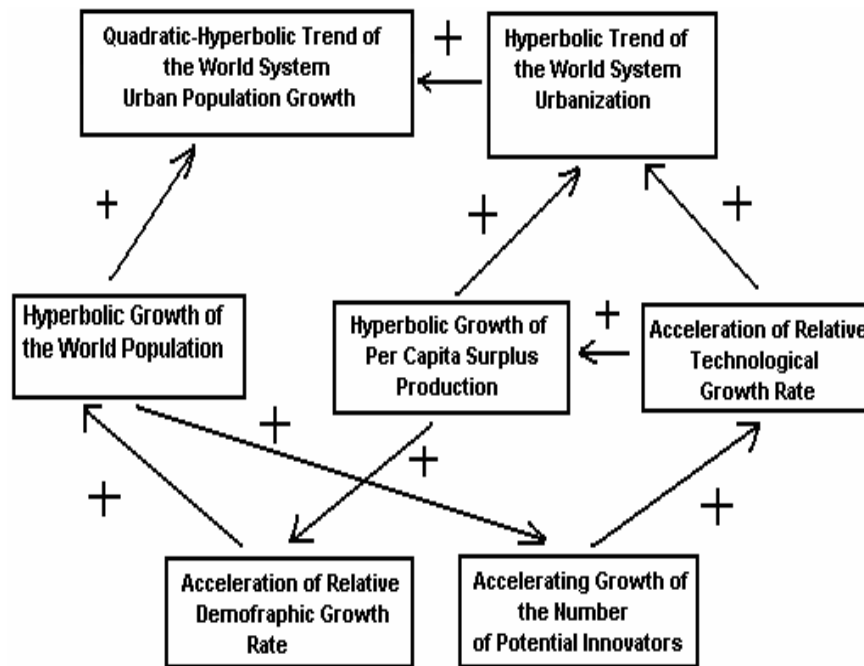 Quadratic-Hyperbolic Trend of
the World System
Urban Population Growth
+
Hyperbolic Trend of
the World System
Urbanization
+
+
+
Hyperbolic Growth of
the World Population
Hyperbolic Growth of
Per Capita Surplus
Production
+
Acceleration of Relative
Technological
Growth Rate
+
+
+
+
Acceleration of Relative
Demofraphic Growth
Rate
Accelerating Growth of
the Number
of Potential Innovators